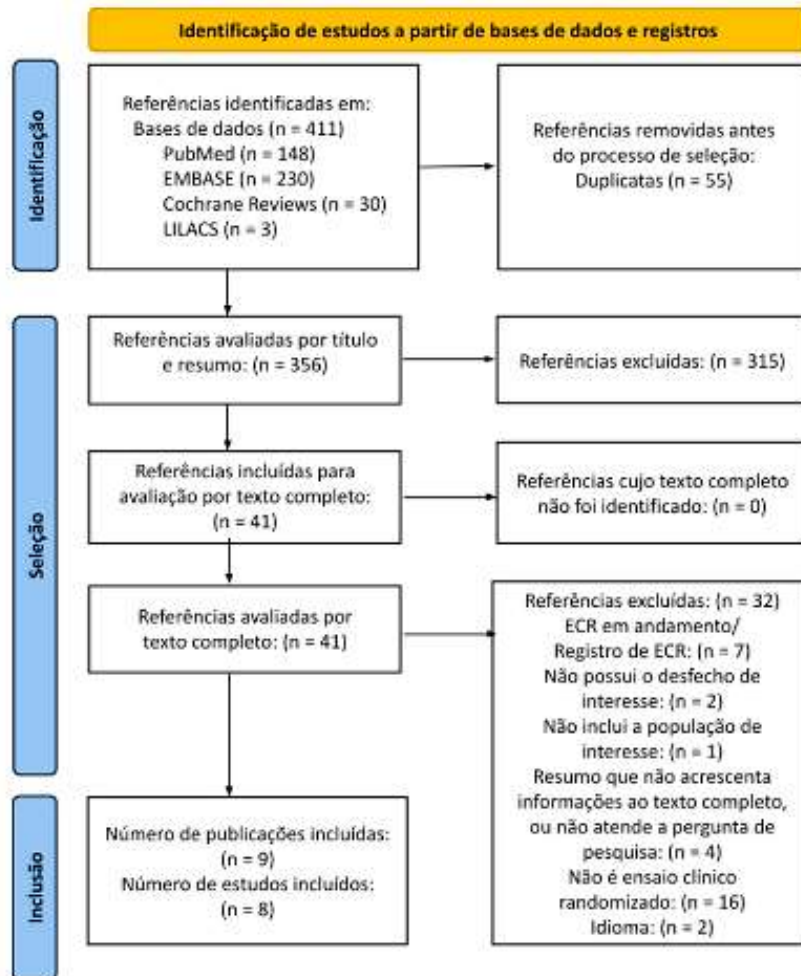 Identificação de estudos a partir de bases de dados e registros
Identificação
Referências identificadas em:
Bases de dados (n = 411)
PubMed (n = 148)
EMBASE (n = 230)
Cochrane Reviews (n = 30)
LILACS (n = 3)
Referências removidas antes
do processo de seleção:
Duplicatas (n = 55)
Seleção
Referências avaliadas por título
e resumo: (n = 356)
Referências excluídas: (n = 315)
Referências incluídas para
avaliação por texto completo:
(n = 41)
Referências cujo texto completo
não foi identificado: (n = 0)
Referências avaliadas por
texto completo: (n = 41)
Referências excluídas: (n = 32)
ECR em andamento/
Registro de ECR: (n = 7)
Não possui o desfecho de
interesse: (n = 2)
Não inclui a população de
interesse: (n = 1)
Resumo que não acrescenta
informações ao texto completo,
ou não atende a pergunta de
pesquisa: (n = 4)
Não é ensaio clínico
randomizado: (n = 16)
Idioma: (n = 2)
Inclusão
Número de publicações incluídas:
(n = 9)
Número de estudos incluídos:
(n = 8)